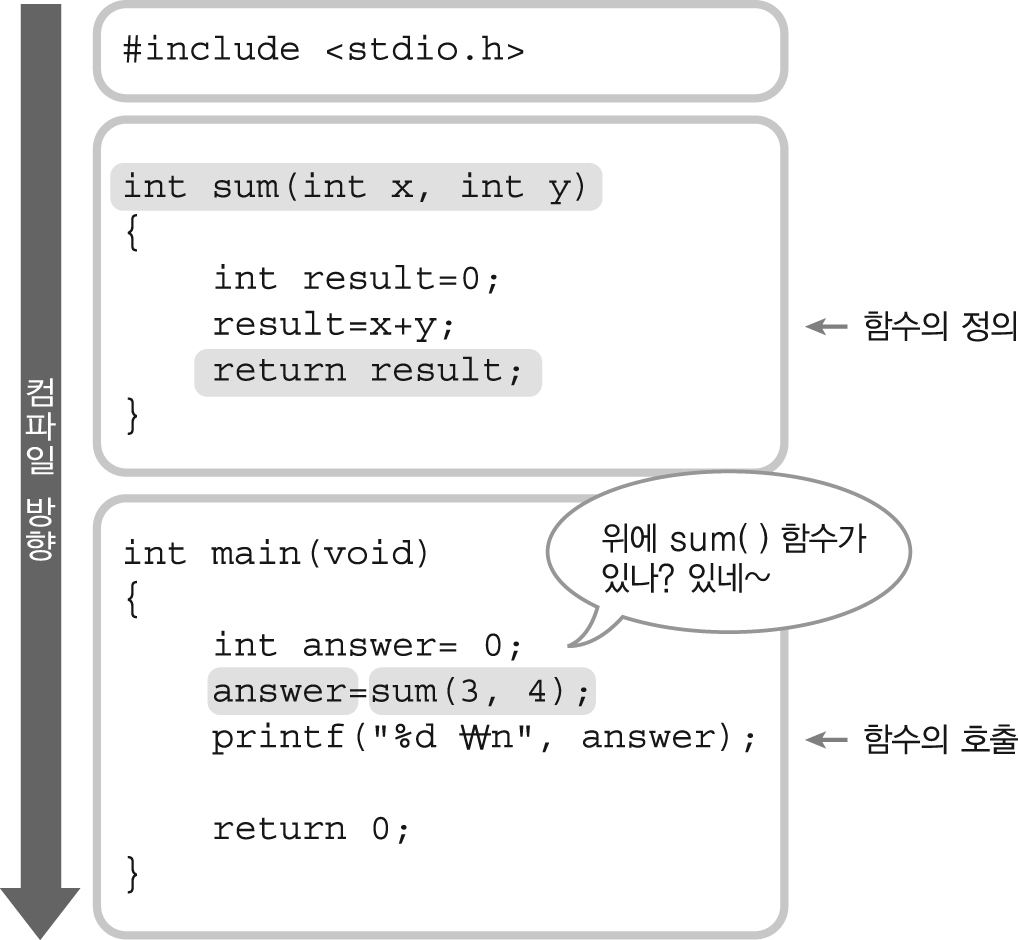 #include <stdio.h>
int sum(int x, int y)
{
int result=0;
result=x+y;
return result;
}
함수의 정의
컴파일 방향
int main(void)
{
위에 sum( ) 함수가
있나? 있네~
int answer= 0;
answer=sum(3, 4);
printf("%d ₩n", answer);
함수의 호출
return 0;
}